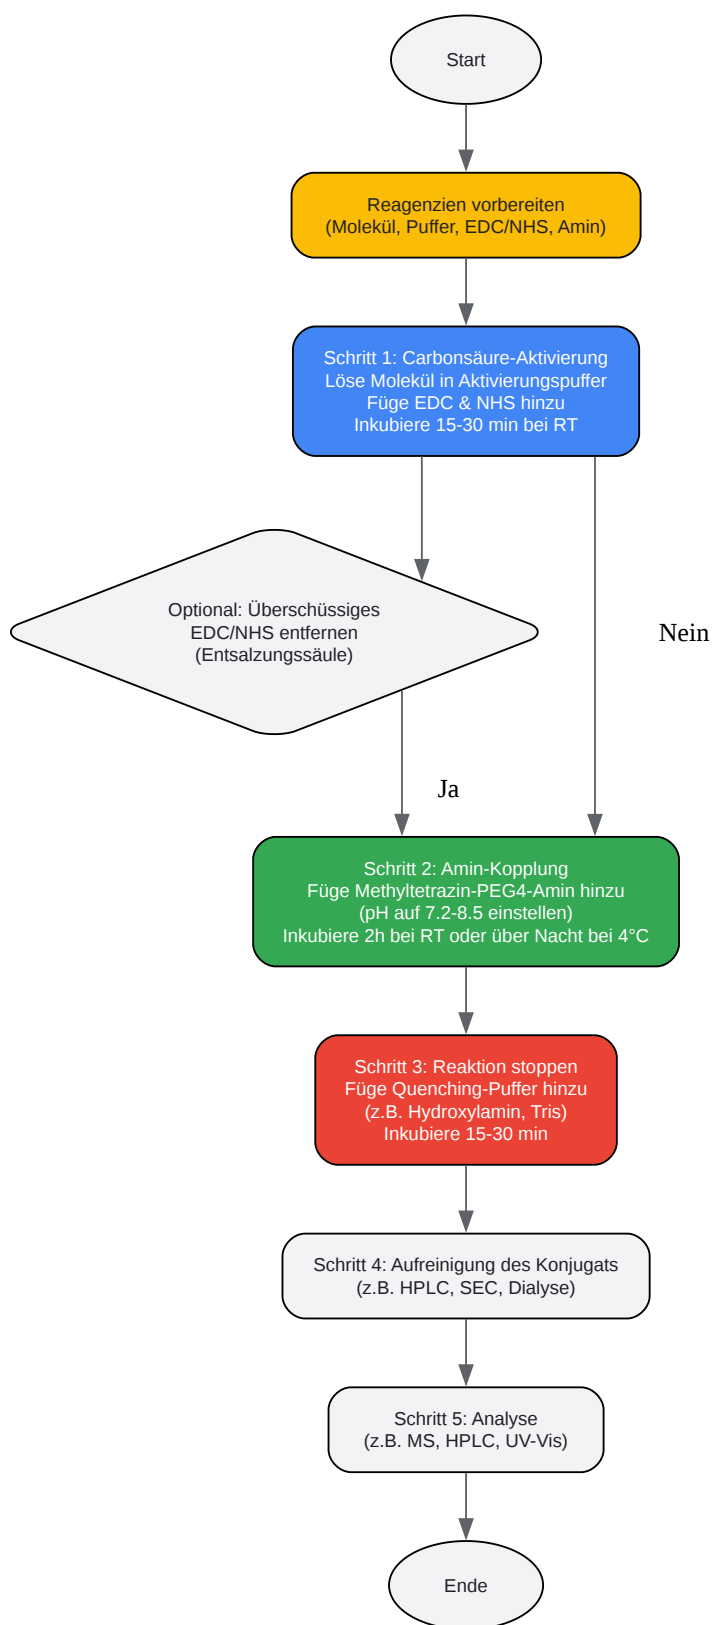 Start
Reagenzien vorbereiten
(Molekül, Puffer, EDC/NHS, Amin)
Schritt 1: Carbonsäure-Aktivierung
Löse Molekül in Aktivierungspuffer
Füge EDC & NHS hinzu
Inkubiere 15-30 min bei RT
Optional: Überschüssiges
EDC/NHS entfernen
(Entsalzungssäule)
Nein
Ja
Schritt 2: Amin-Kopplung
Füge Methyltetrazin-PEG4-Amin hinzu
(pH auf 7.2-8.5 einstellen)
Inkubiere 2h bei RT oder über Nacht bei 4°C
Schritt 3: Reaktion stoppen
Füge Quenching-Puffer hinzu
(z.B. Hydroxylamin, Tris)
Inkubiere 15-30 min
Schritt 4: Aufreinigung des Konjugats
(z.B. HPLC, SEC, Dialyse)
Schritt 5: Analyse
(z.B. MS, HPLC, UV-Vis)
Ende